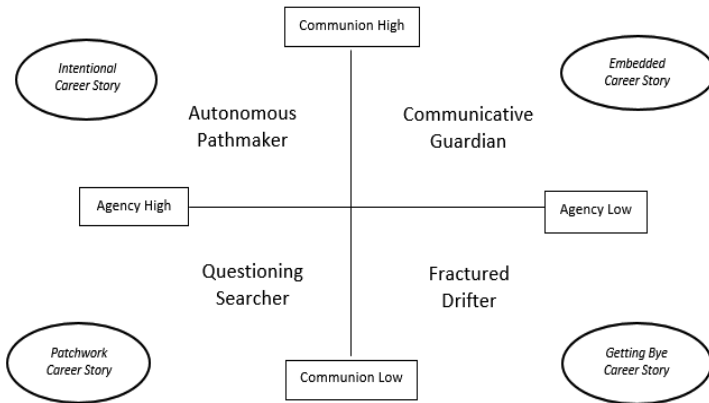 Communion High
Intentional
Career Story
Embedded
Career Story
Autonomous
Pathmaker
Communicative
Guardian
Agency High
Agency Low
Questioning
Searcher
Fractured
Drifter
Patchwork
Career Story
Communion Low
Getting Bye
Career Story